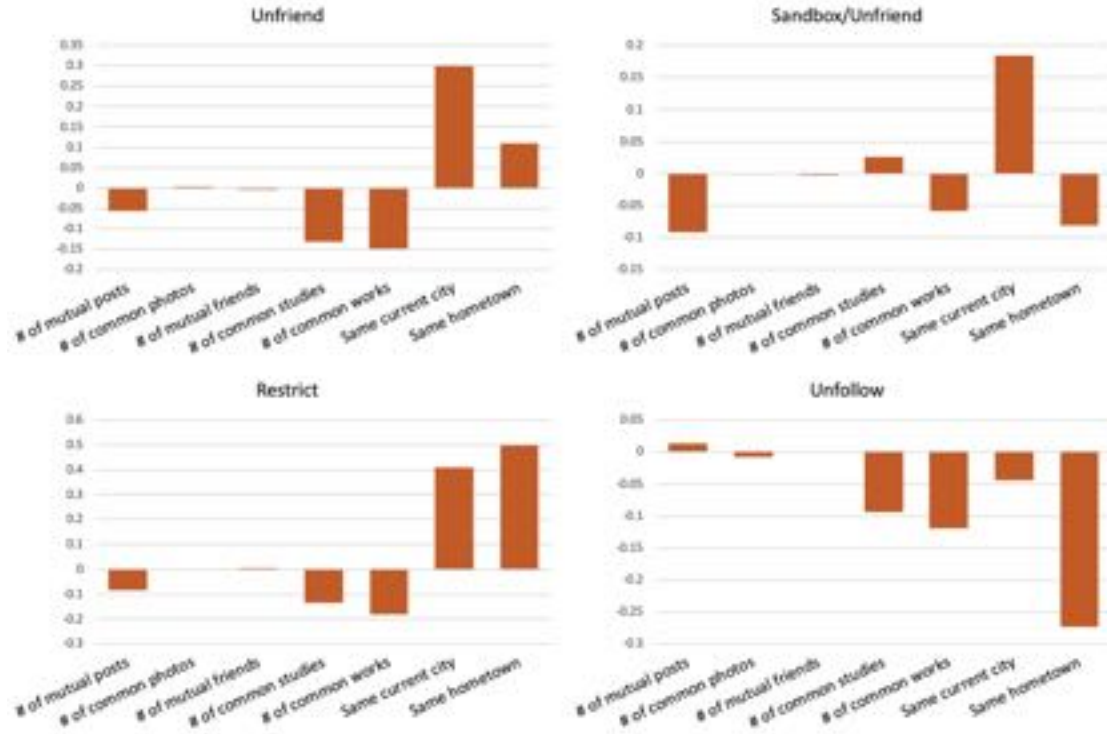 Unfriend
0.35
0.3
0.25
0.2
0.15
0.1
0.05
0
-0.05
-0.1
-0.15
-0.2
# of mutual posts
# of common photos
# of mutual friends
# of common studies
# of common works
Same current city
Same hometown
Sandbox/Unfriend
0.2
0.15
0.1
0.05
0
-0.05
-0.1
-0.15
# of mutual posts
# of common photos
# of mutual friends
# of common studies
# of common works
Same current city
Same hometown
Restrict
0.6
0.5
0.4
0.3
0.2
0.1
0
-0.1
-0.2
-0.3
# of mutual posts
# of common photos
# of mutual friends
# of common studies
# of common works
Same current city
Same hometown
Unfollow
0.05
0
-0.05
-0.1
-0.15
-0.2
-0.25
-0.3
# of mutual posts
# of common photos
# of mutual friends
# of common studies
# of common works
Same current city
Same hometown